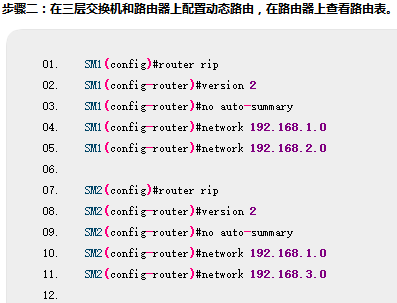 步骤二：在三层交换机和路由器上配置动态路由，在路由器上查看路由表。
01. SM1(config)#router rip
02. SM1(config-router)#version 2
03. SM1(config-router)#no auto-summary
04. SM1(config-router)#network 192.168.1.0
05. SM1(config-router)#network 192.168.2.0
06.
07. SM2(config)#router rip
08. SM2(config-router)#version 2
09. SM2(config-router)#no auto-summary
10. SM2(config-router)#network 192.168.1.0
11. SM2(config-router)#network 192.168.3.0
12.